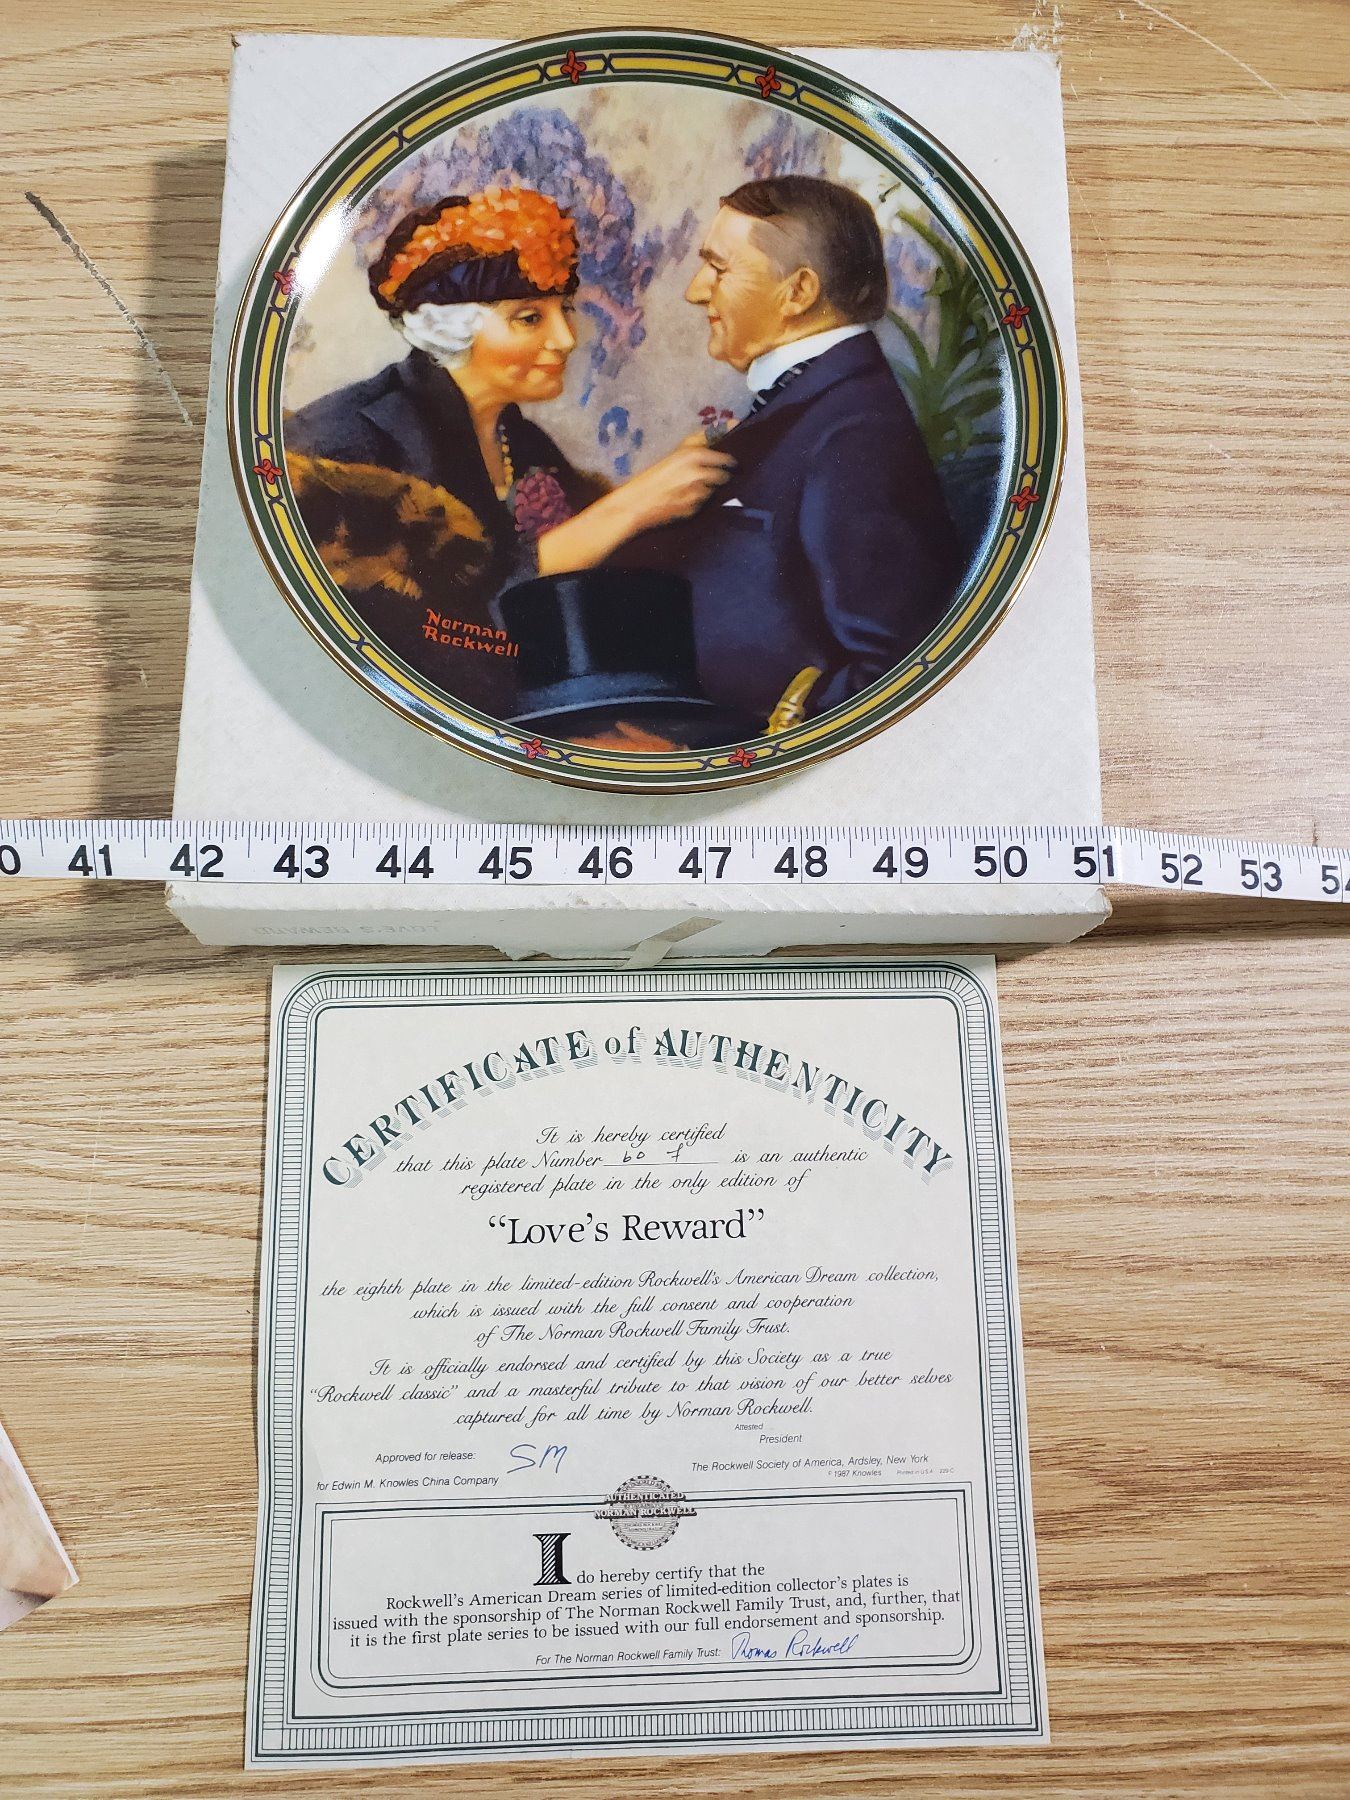 Norman
Rockwell
41 42 43 44 45 46 47 48 49 50 51 52 53
LOVE'S REWARD
CERTIFICATE of AUTHENTICITY
It is hereby certified
that this plate Number 60 f is an authentic
registered plate in the only edition of
“Love's Reward”
the eighth plate in the limited-edition Rockwell's American Dream collection,
which is issued with the full consent and cooperation
of The Norman Rockwell Family Trust.
It is officially endorsed and certified by this Society as a true
“Rockwell classic” and a masterful tribute to that vision of our better selves
captured for all time by Norman Rockwell.
Attested
President
Approved for release: SM
The Rockwell Society of America, Ardsley, New York
for Edwin M. Knowles China Company
© 1987 Knowles Printed in U.S.A. 229-C
AUTHENTICATED
NORMAN ROCKWELL
I do hereby certify that the
Rockwell's American Dream series of limited-edition collector's plates is
issued with the sponsorship of The Norman Rockwell Family Trust, and, further, that
it is the first plate series to be issued with our full endorsement and sponsorship.
For The Norman Rockwell Family Trust: Thomas Rockwell